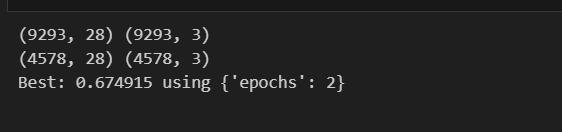 (9293, 28) (9293, 3)
(4578, 28) (4578, 3)
Best: 0.674915 using {'epochs': 2}